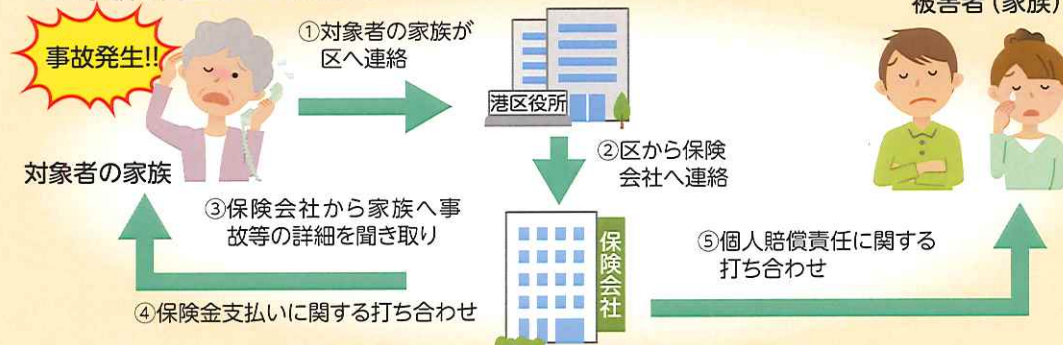 被害者(家族)
事故発生!!
①対象者の家族が
区へ連絡
港区役所
対象者の家族
②区から保険
会社へ連絡
③保険会社から家族へ事
故等の詳細を聞き取り
保険会社
⑤個人賠償責任に関する
打ち合わせ
④保険金支払いに関する打ち合わせ